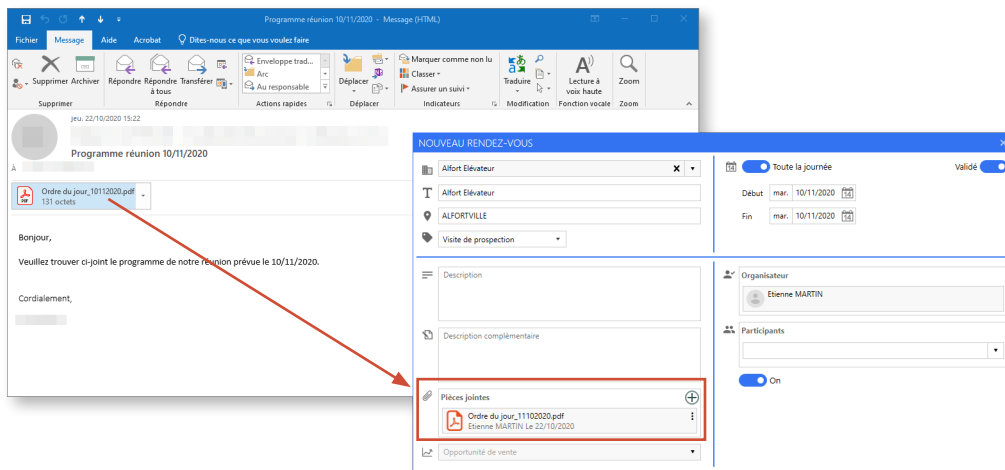 Programme réunion 10/11/2020 - Message (HTML)
Fichier Message Aide Acrobat Dites-nous ce que vous voulez faire
Supprimer Archiver
Supprimer
Répondre Répondre à tous Transférer
Répondre
Enveloppe trad...
Arc
Au responsable
Actions rapides
Déplacer
Déplacer
Marquer comme non lu
Classer
Assurer un suivi
Indicateurs
Traduire
Modification
Lecture à voix haute
Fonction vocale
Zoom
Zoom
jeu. 22/10/2020 15:22
Programme réunion 10/11/2020
À
Ordre du jour_10112020.pdf
131 octets
Bonjour,
Veuillez trouver ci-joint le programme de notre réunion prévue le 10/11/2020.
Cordialement,
NOUVEAU RENDEZ-VOUS
Alfort Elévateur
Alfort Elévateur
ALFORTVILLE
Visite de prospection
14 Toute la journée Validé
Début mar. 10/11/2020 14
Fin mar. 10/11/2020 14
Description
Description complémentaire
Pièces jointes
PDF
Ordre du jour_11102020.pdf
Etienne MARTIN Le 22/10/2020
Opportunité de vente
Organisateur
Etienne MARTIN
Participants
On